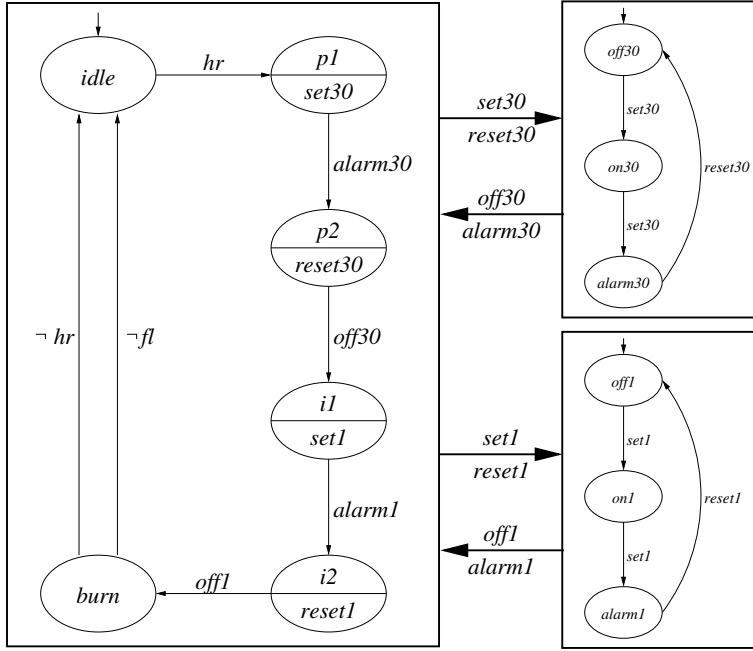 idle
hr
p1
set30
alarm30
p2
reset30
off30
i1
set1
alarm1
i2
reset1
off1
burn
¬ hr
¬ fl
set30
reset30
off30
alarm30
set1
reset1
off1
alarm1
off30
set30
on30
set30
alarm30
reset30
off1
set1
on1
set1
alarm1
reset1